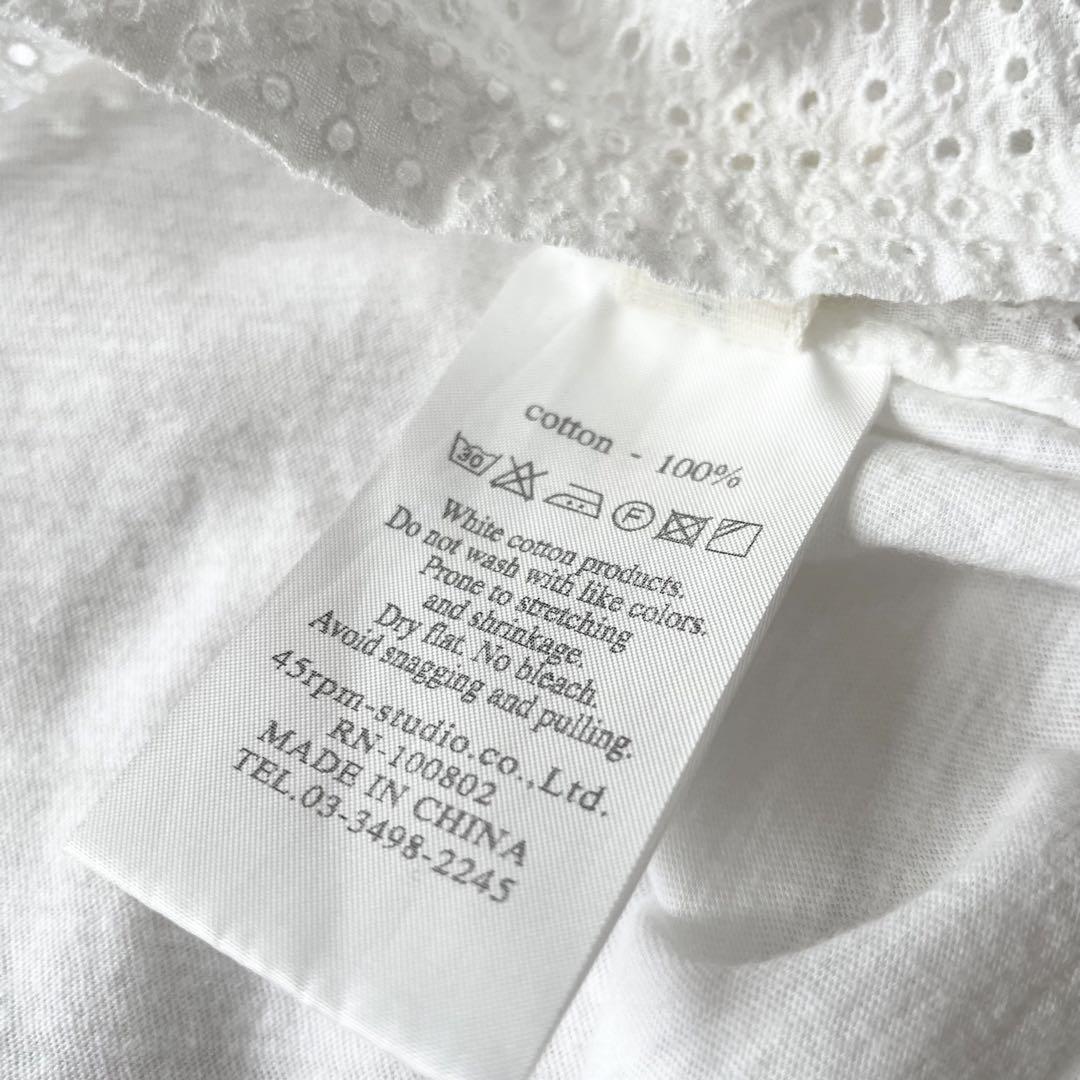 cotton - 100%
30 F
White cotton products.
Do not wash with like colors.
Prone to stretching
and shrinkage.
Dry flat. No bleach.
Avoid snagging and pulling.
45rpm-studio.co.,Ltd.
RN-100802
MADE IN CHINA
TEL.03-3498-2245